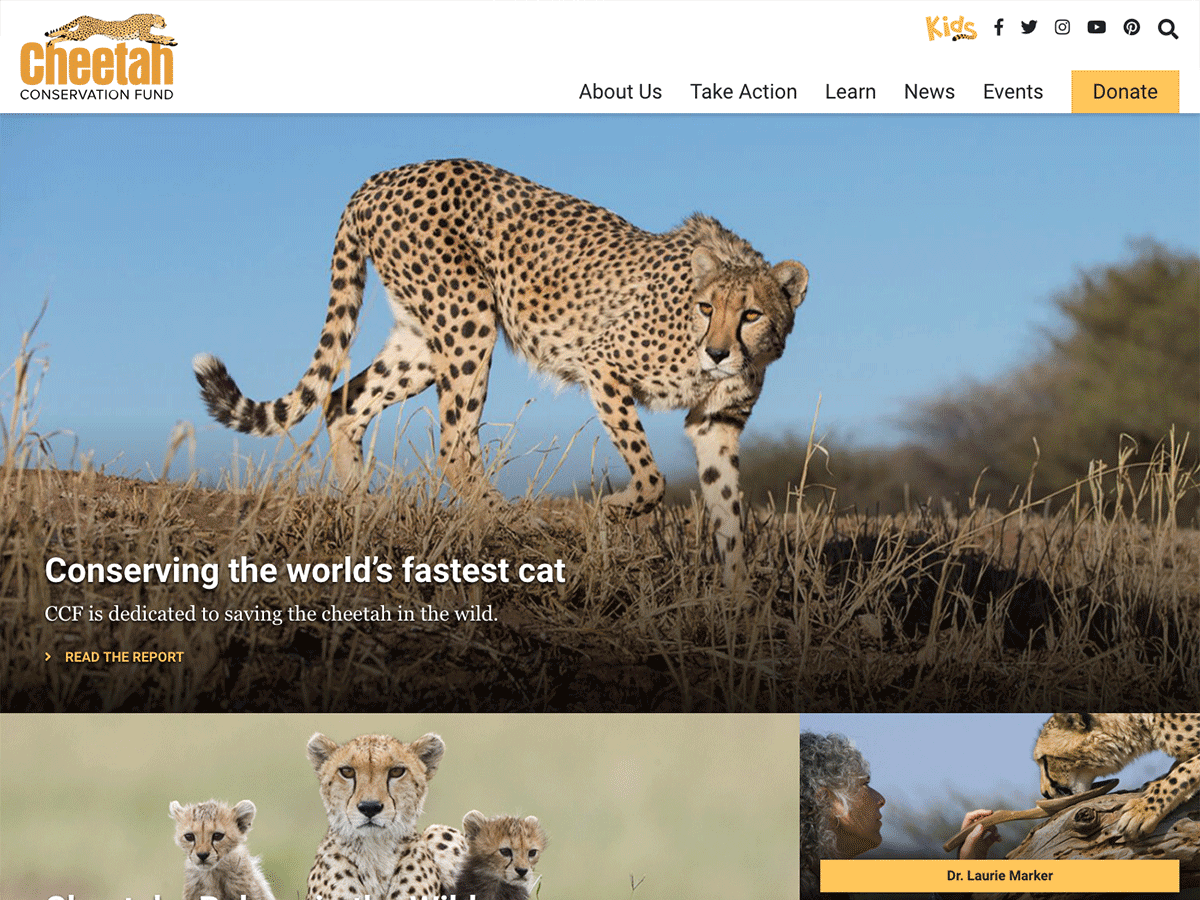 Cheetah
CONSERVATION FUND
Kids
About Us
Take Action
Learn
News
Events
Donate
Conserving the world’s fastest cat
CCF is dedicated to saving the cheetah in the wild.
READ THE REPORT
Dr. Laurie Marker